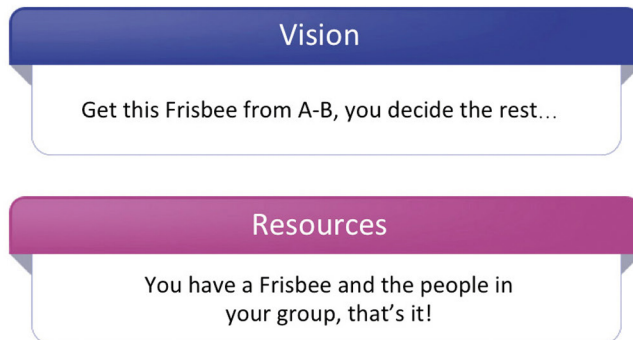 Vision
Get this Frisbee from A-B, you decide the rest...
Resources
You have a Frisbee and the people in
your group, that's it!